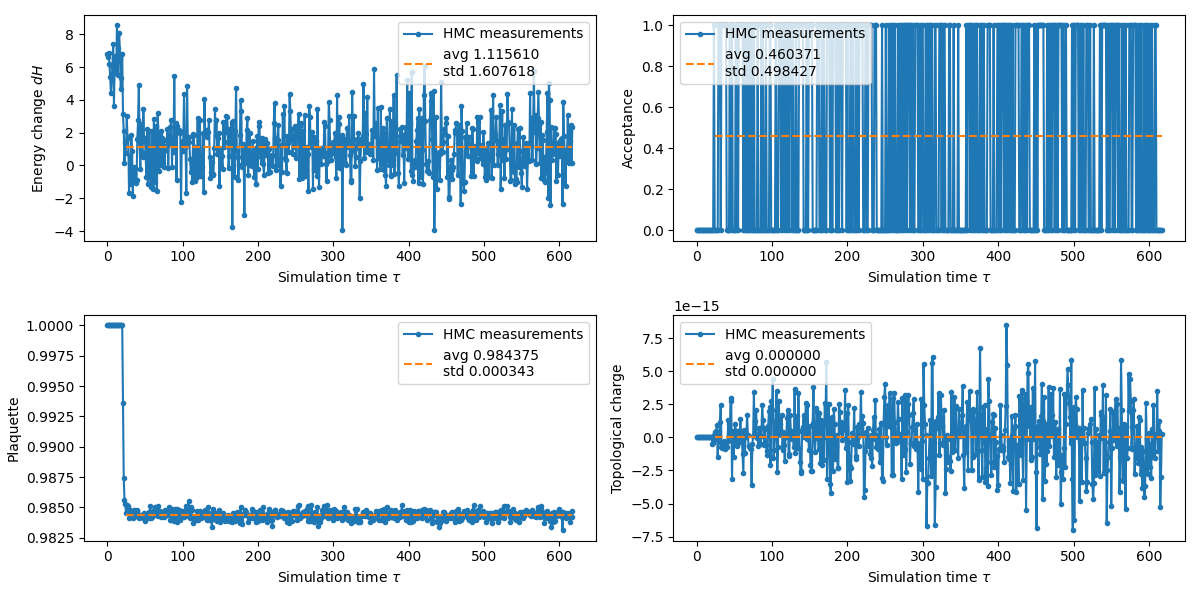 8
6
4
2
0
−2
−4
Energy change dH
HMC measurements
avg 1.115610
std 1.607618
0
100
200
300
400
500
600
Simulation time τ
1.0
0.8
0.6
0.4
0.2
0.0
Acceptance
HMC measurements
avg 0.460371
std 0.498427
0
100
200
300
400
500
600
Simulation time τ
1.0000
0.9975
0.9950
0.9925
0.9900
0.9875
0.9850
0.9825
Plaquette
HMC measurements
avg 0.984375
std 0.000343
0
100
200
300
400
500
600
Simulation time τ
1e−15
7.5
5.0
2.5
0.0
−2.5
−5.0
−7.5
Topological charge
HMC measurements
avg 0.000000
std 0.000000
0
100
200
300
400
500
600
Simulation time τ